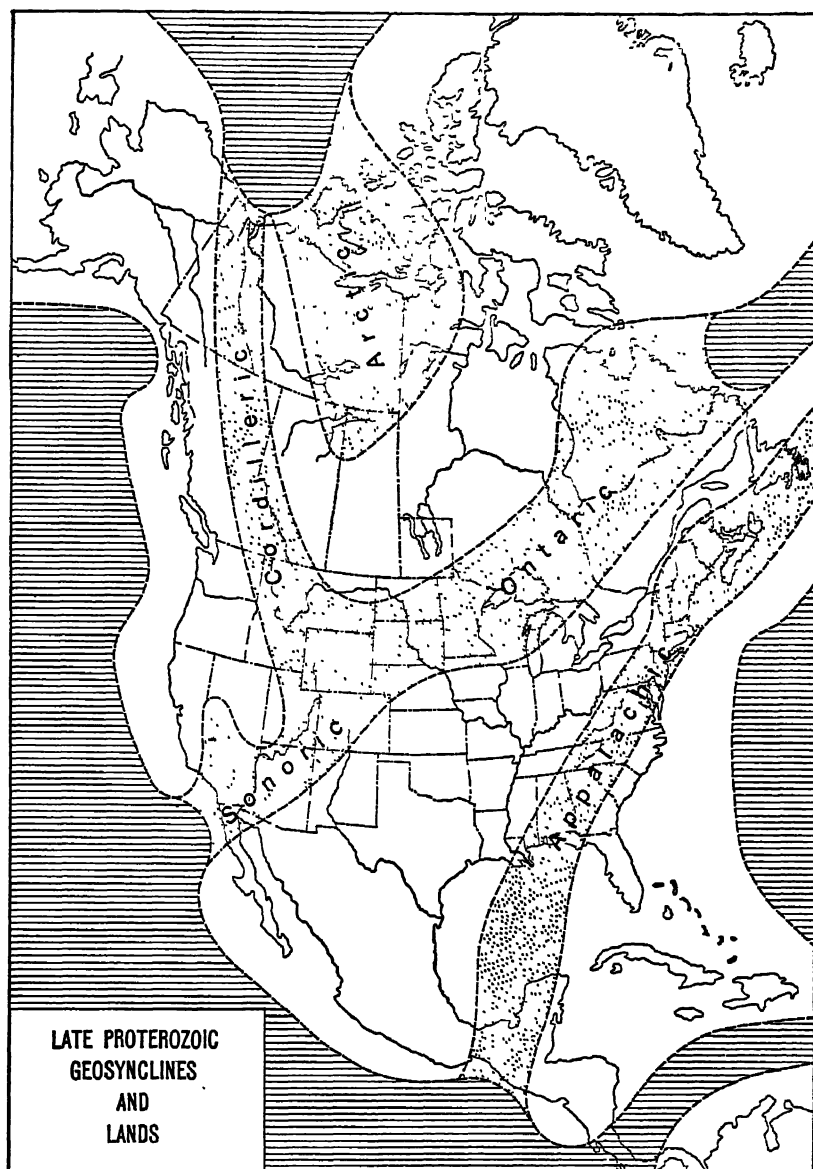 Arctic
Cordilleric
Ontaric
Sonoric
Appalachic
LATE PROTEROZOIC
GEOSYNCLINES
AND
LANDS